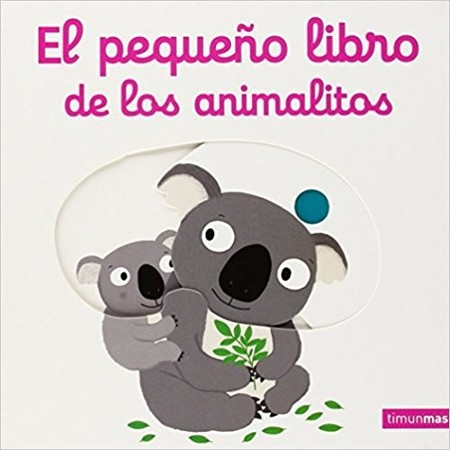 El pequeño libro
de los animalitos
timunmas